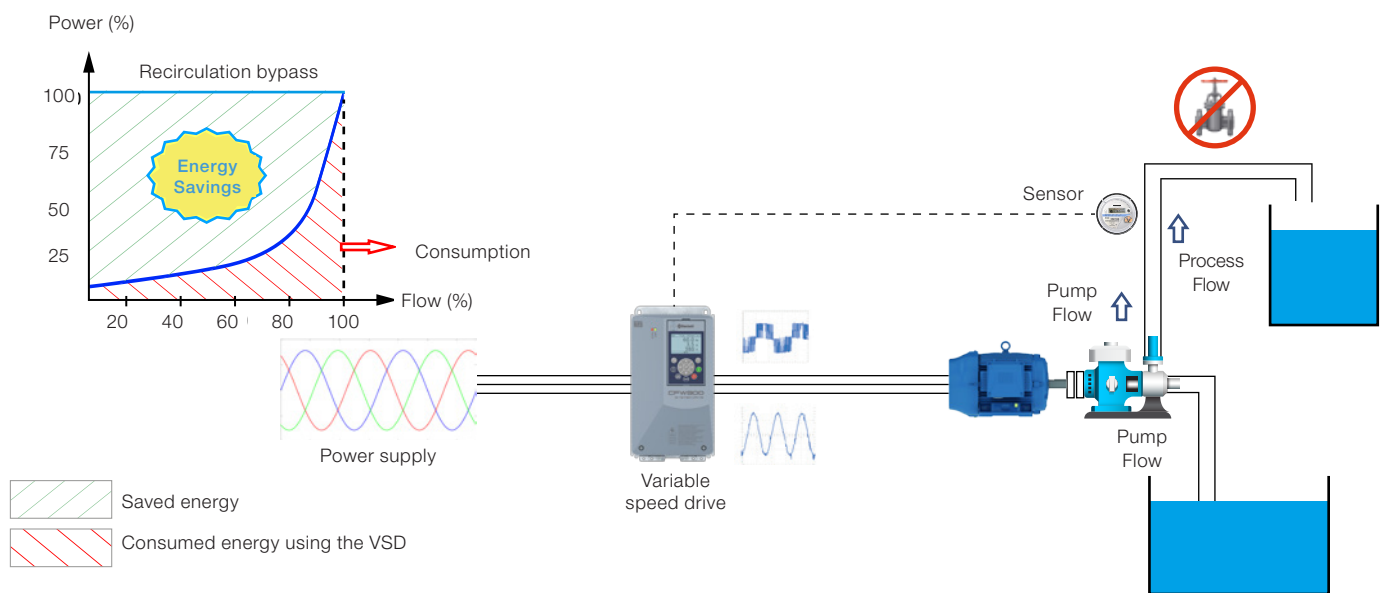 Power (%)
Recirculation bypass
100
75
50
25
Energy
Savings
Consumption
Flow (%)
20 40 60 80 100
Sensor
Process
Flow
Pump
Flow
Power supply
Variable
speed drive
Pump
Flow
Saved energy
Consumed energy using the VSD
CFW900